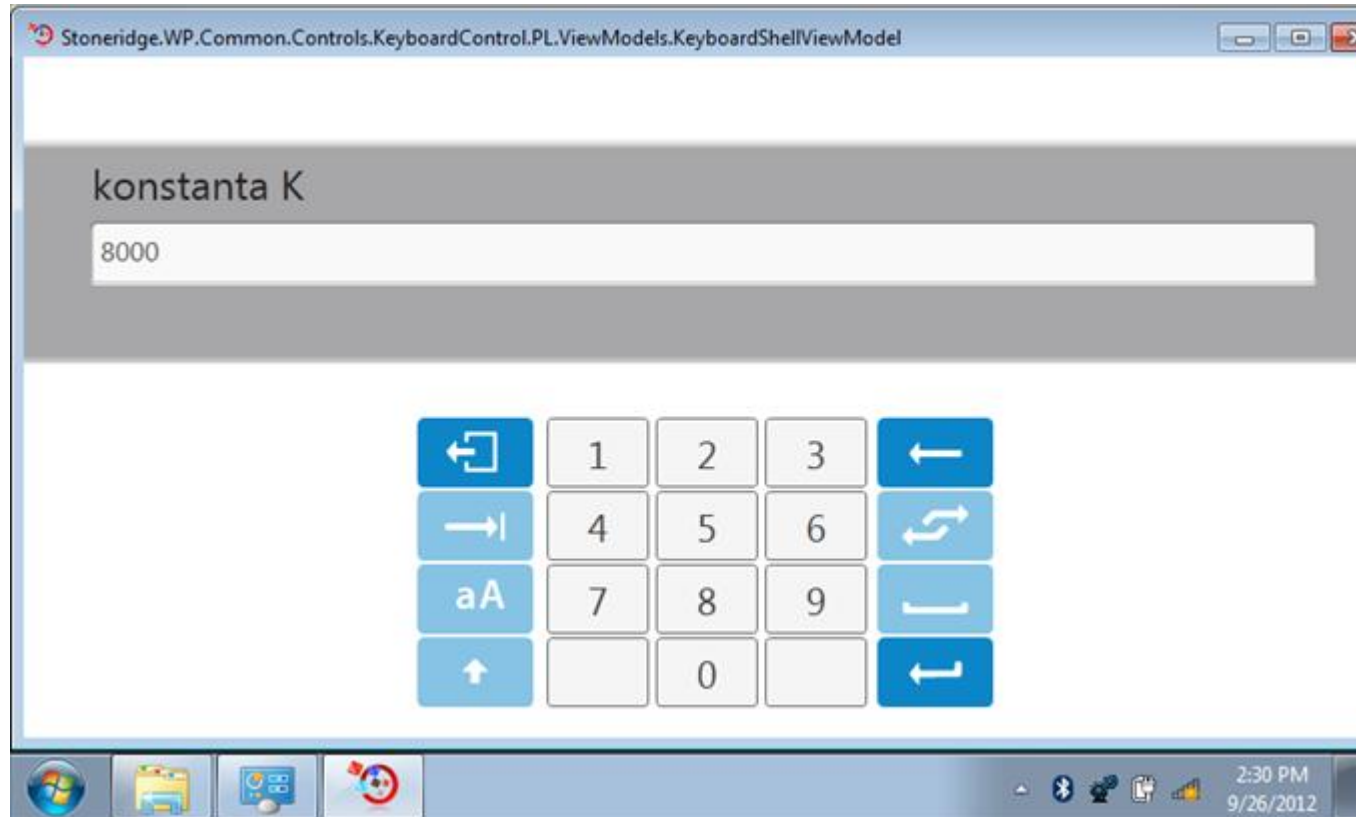 Stoneridge.WP.Common.Controls.KeyboardControl.PL.ViewModels.KeyboardShellViewModel
konstanta K
8000
1 2 3
4 5 6
aA 7 8 9
0
2:30 PM
9/26/2012